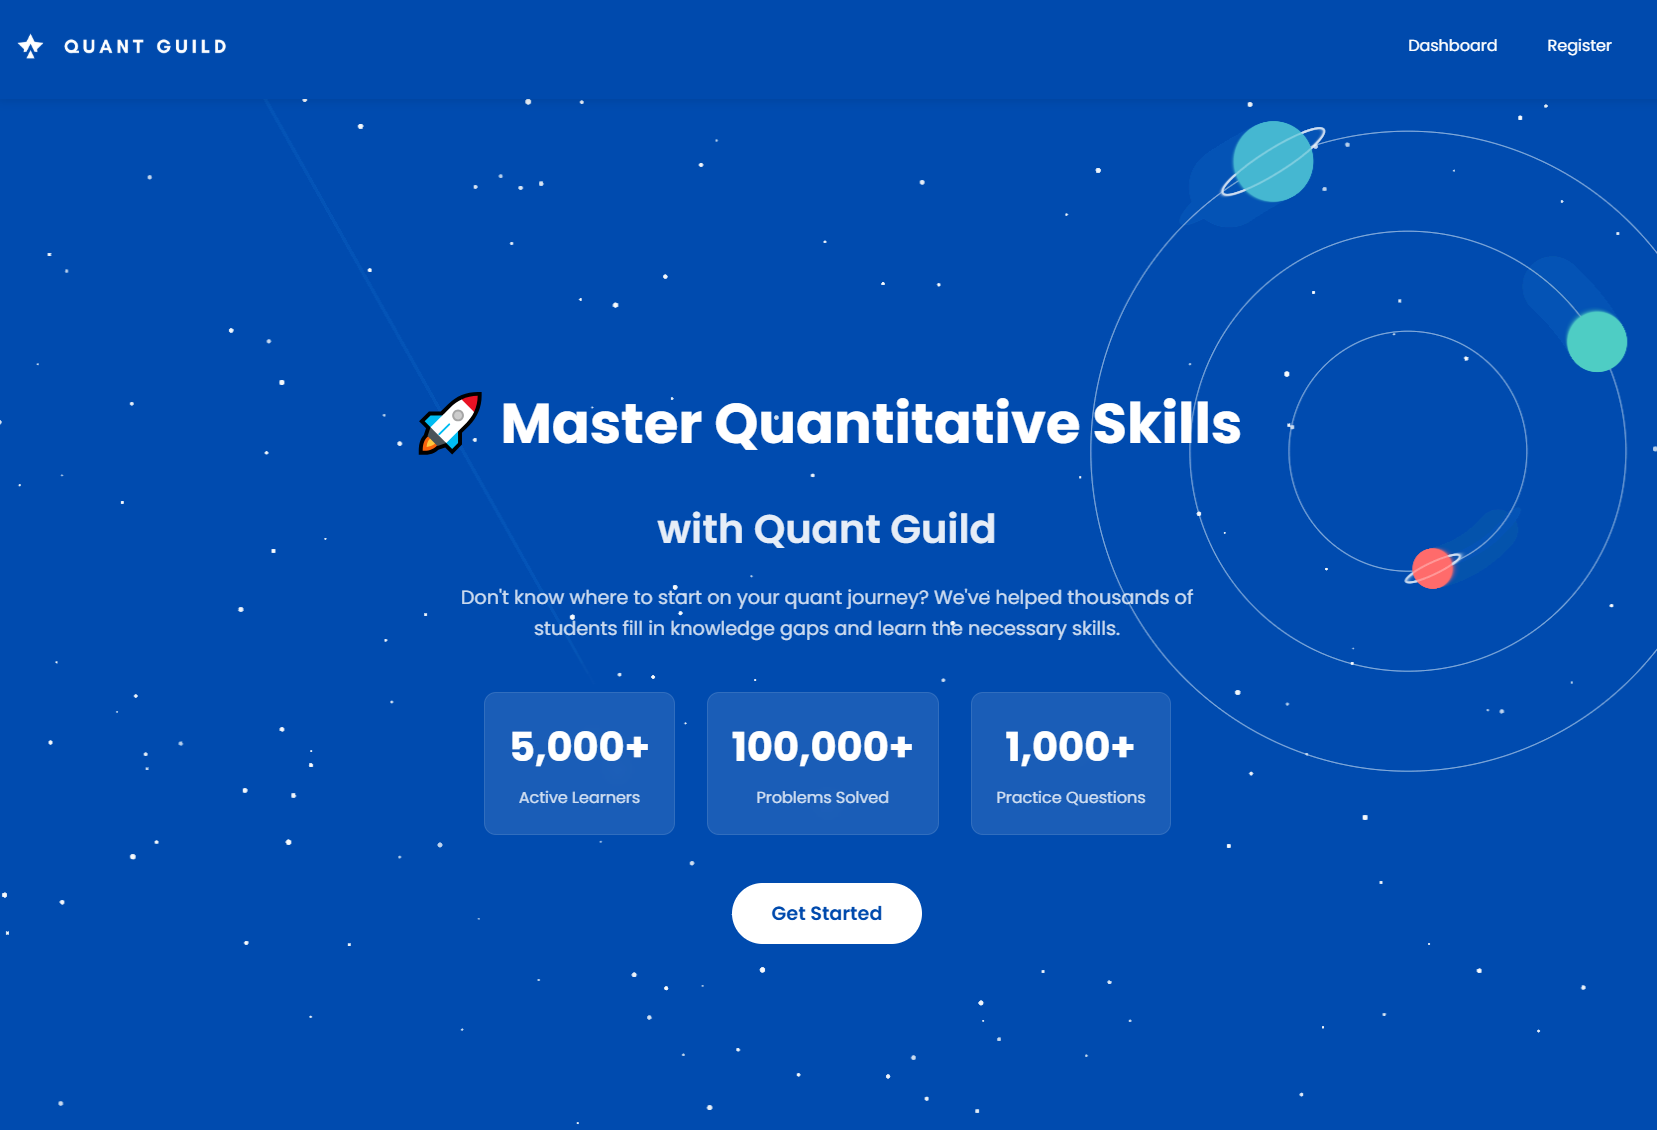 QUANT GUILD
Dashboard
Register
Master Quantitative Skills
with Quant Guild
Don't know where to start on your quant journey? We've helped thousands of
students fill in knowledge gaps and learn the necessary skills.
5,000+
Active Learners
100,000+
Problems Solved
1,000+
Practice Questions
Get Started